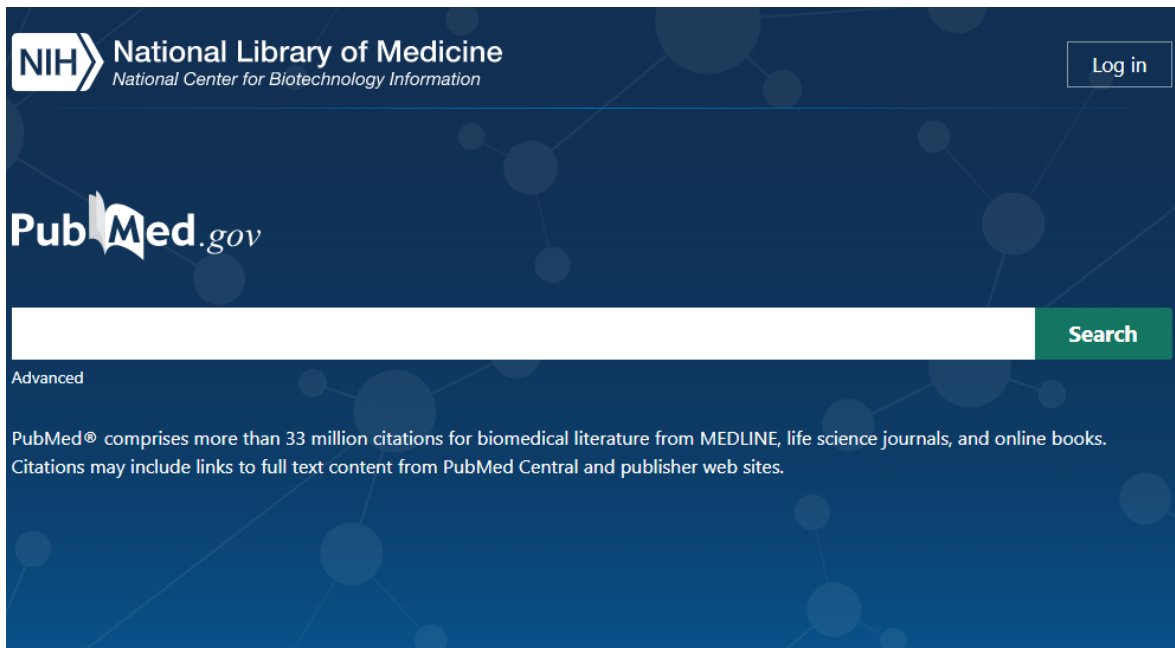 NIH National Library of Medicine
National Center for Biotechnology Information
Log in
PubMed.gov
Search
Advanced
PubMed® comprises more than 33 million citations for biomedical literature from MEDLINE, life science journals, and online books.
Citations may include links to full text content from PubMed Central and publisher web sites.